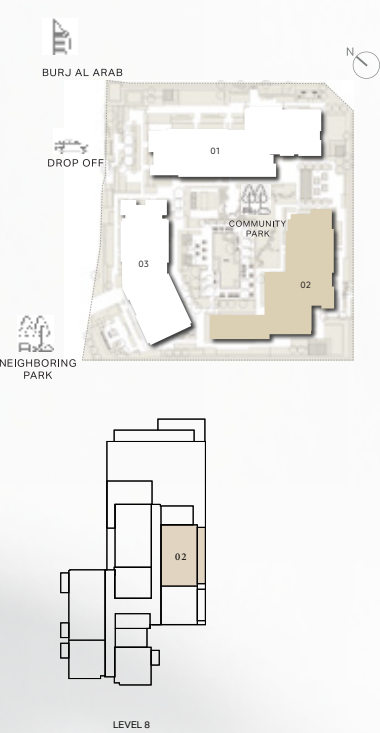 N
BURJ AL ARAB
01
DROP OFF
COMMUNITY
PARK
03
02
NEIGHBORING
PARK
02
LEVEL 8